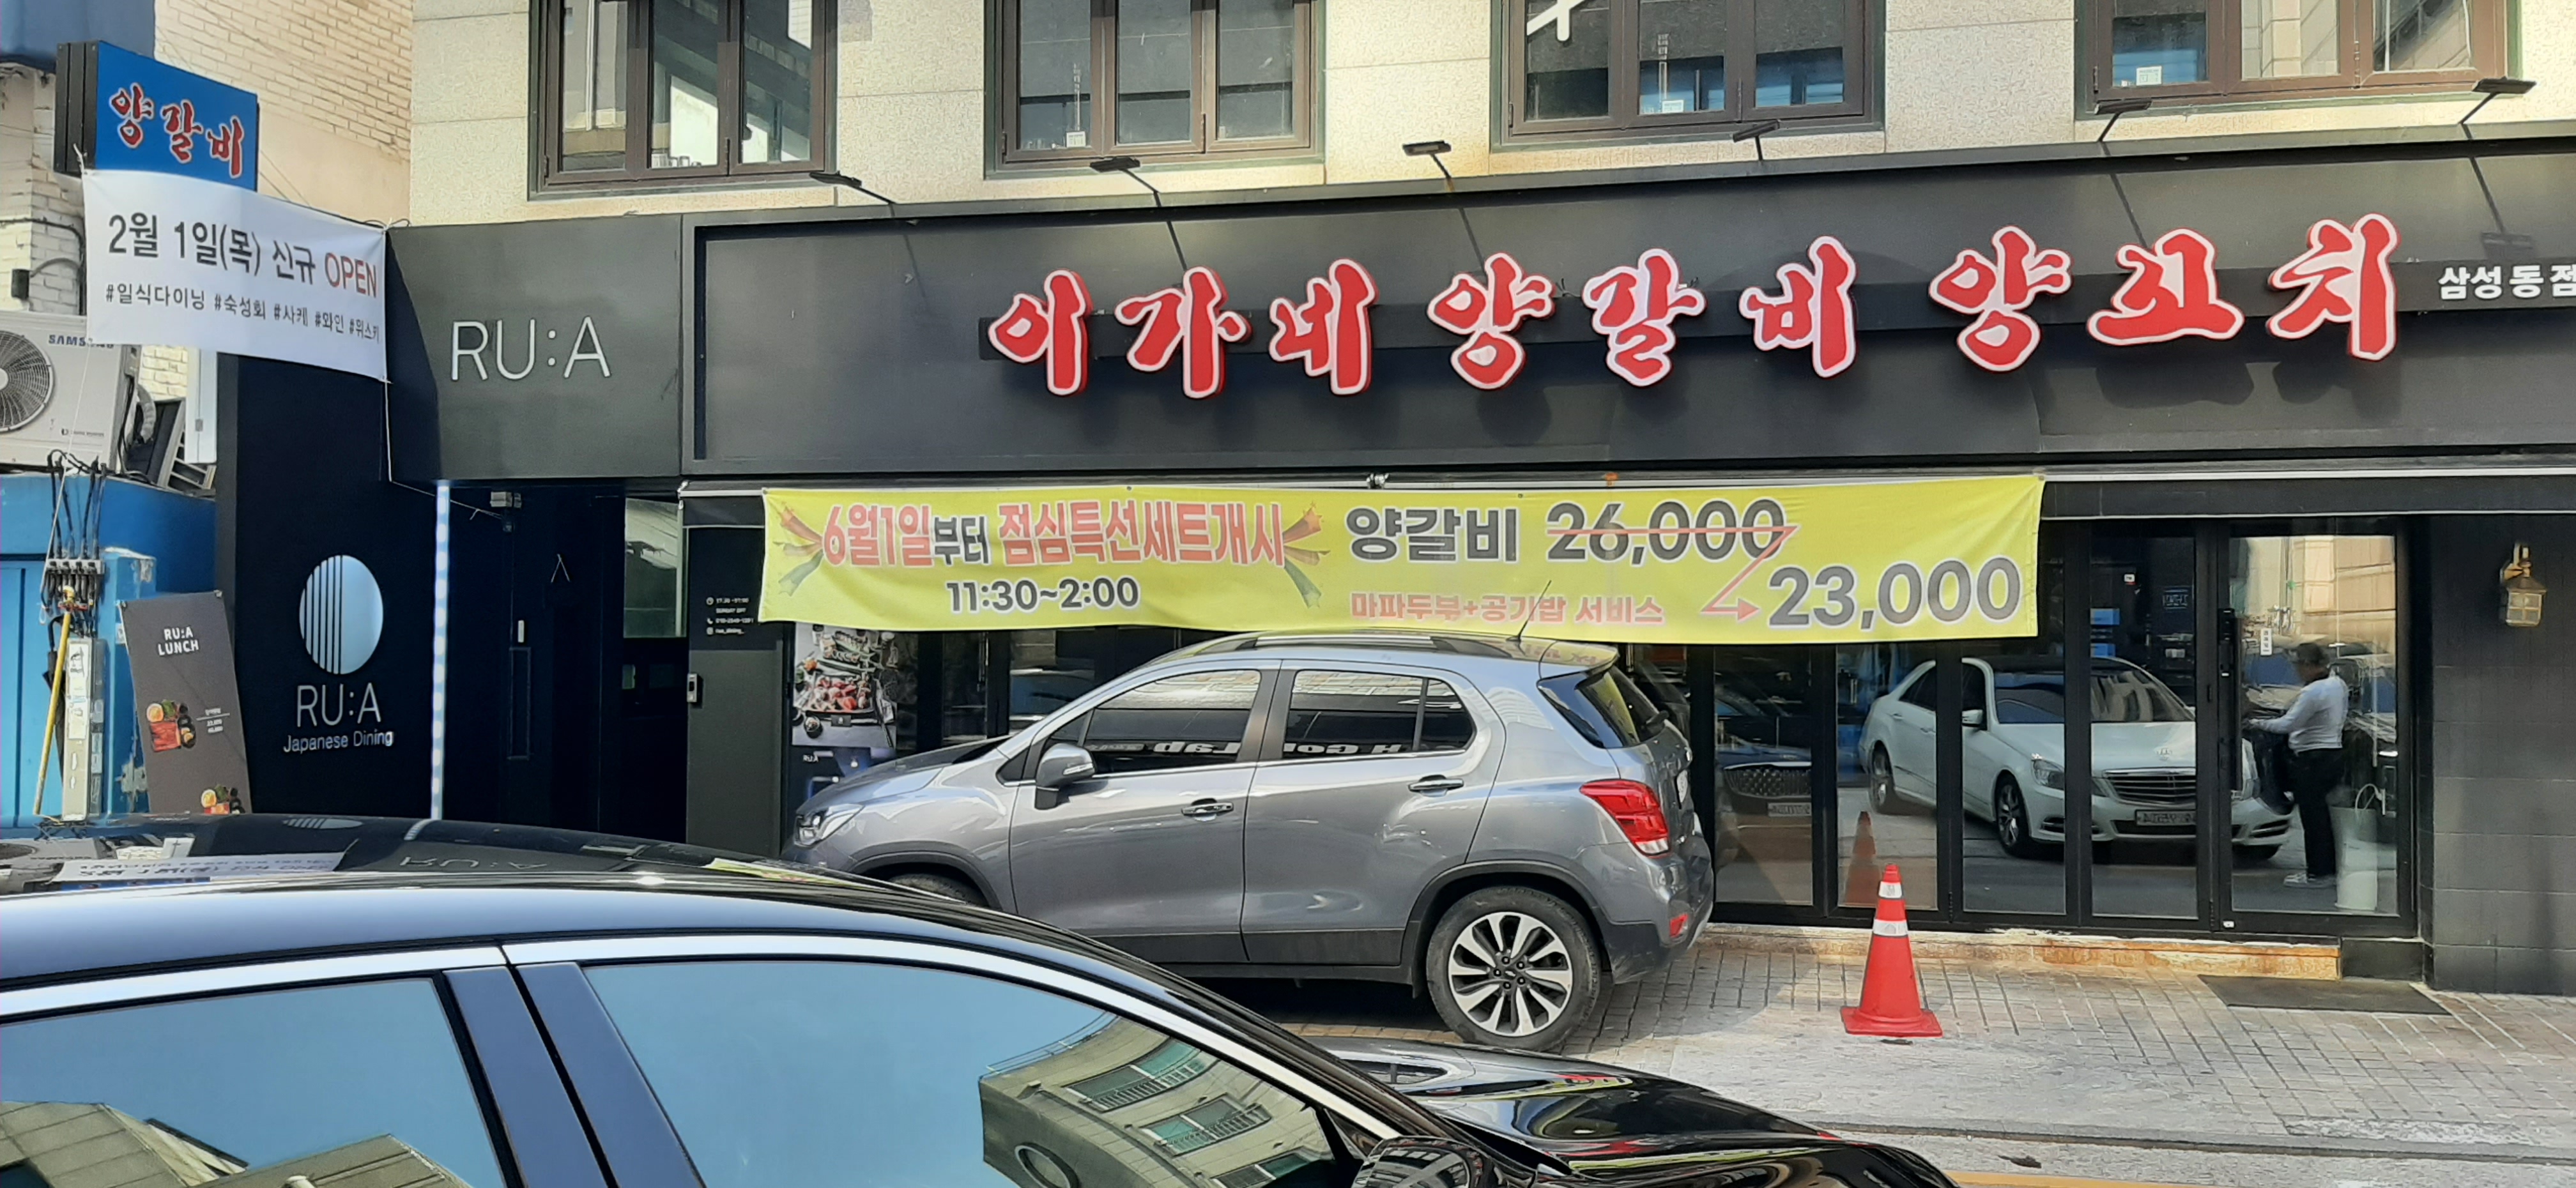 양갈비
2월 1일(목) 신규 OPEN
#일식다이닝 #숙성회 #사케 #와인 #위스키
SAMSUNG
RU:A
이가네 양갈비 양꼬치
삼성동점
6월1일부터 점심특선세트개시
11:30~2:00
양갈비 26,000
23,000
마파두부+공기밥 서비스
RU:A
LUNCH
RU:A
Japanese Dining
RU:A